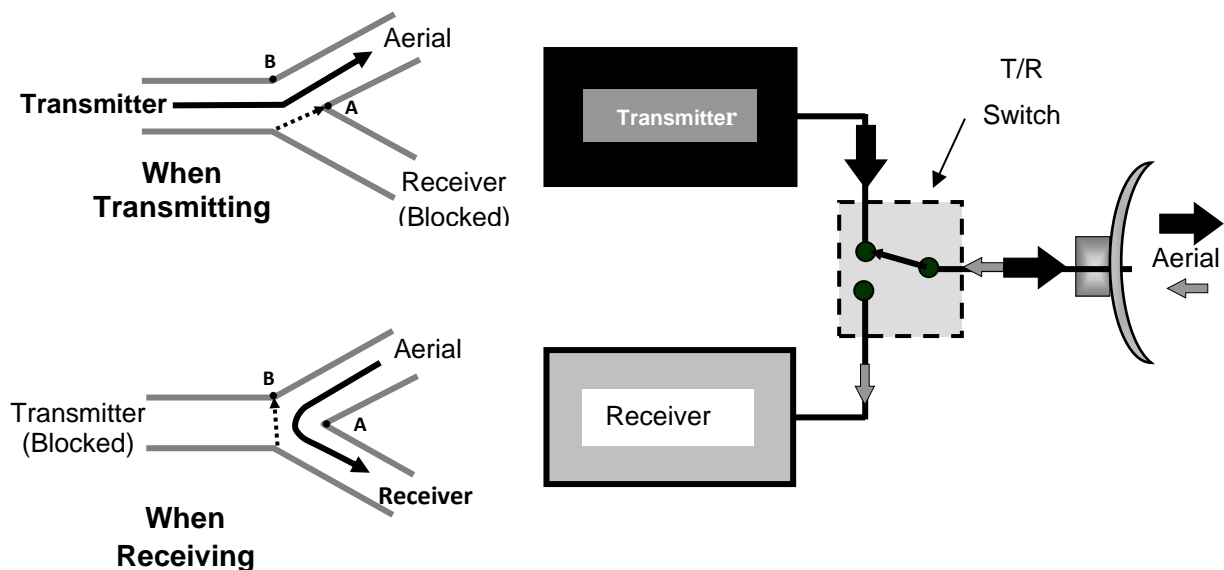 B
Aerial
Transmitter
A
When
Transmitting
Receiver
(Blocked)
Transmitter
T/R
Switch
Aerial
B
Aerial
Transmitter
(Blocked)
A
Receiver
When
Receiving
Receiver